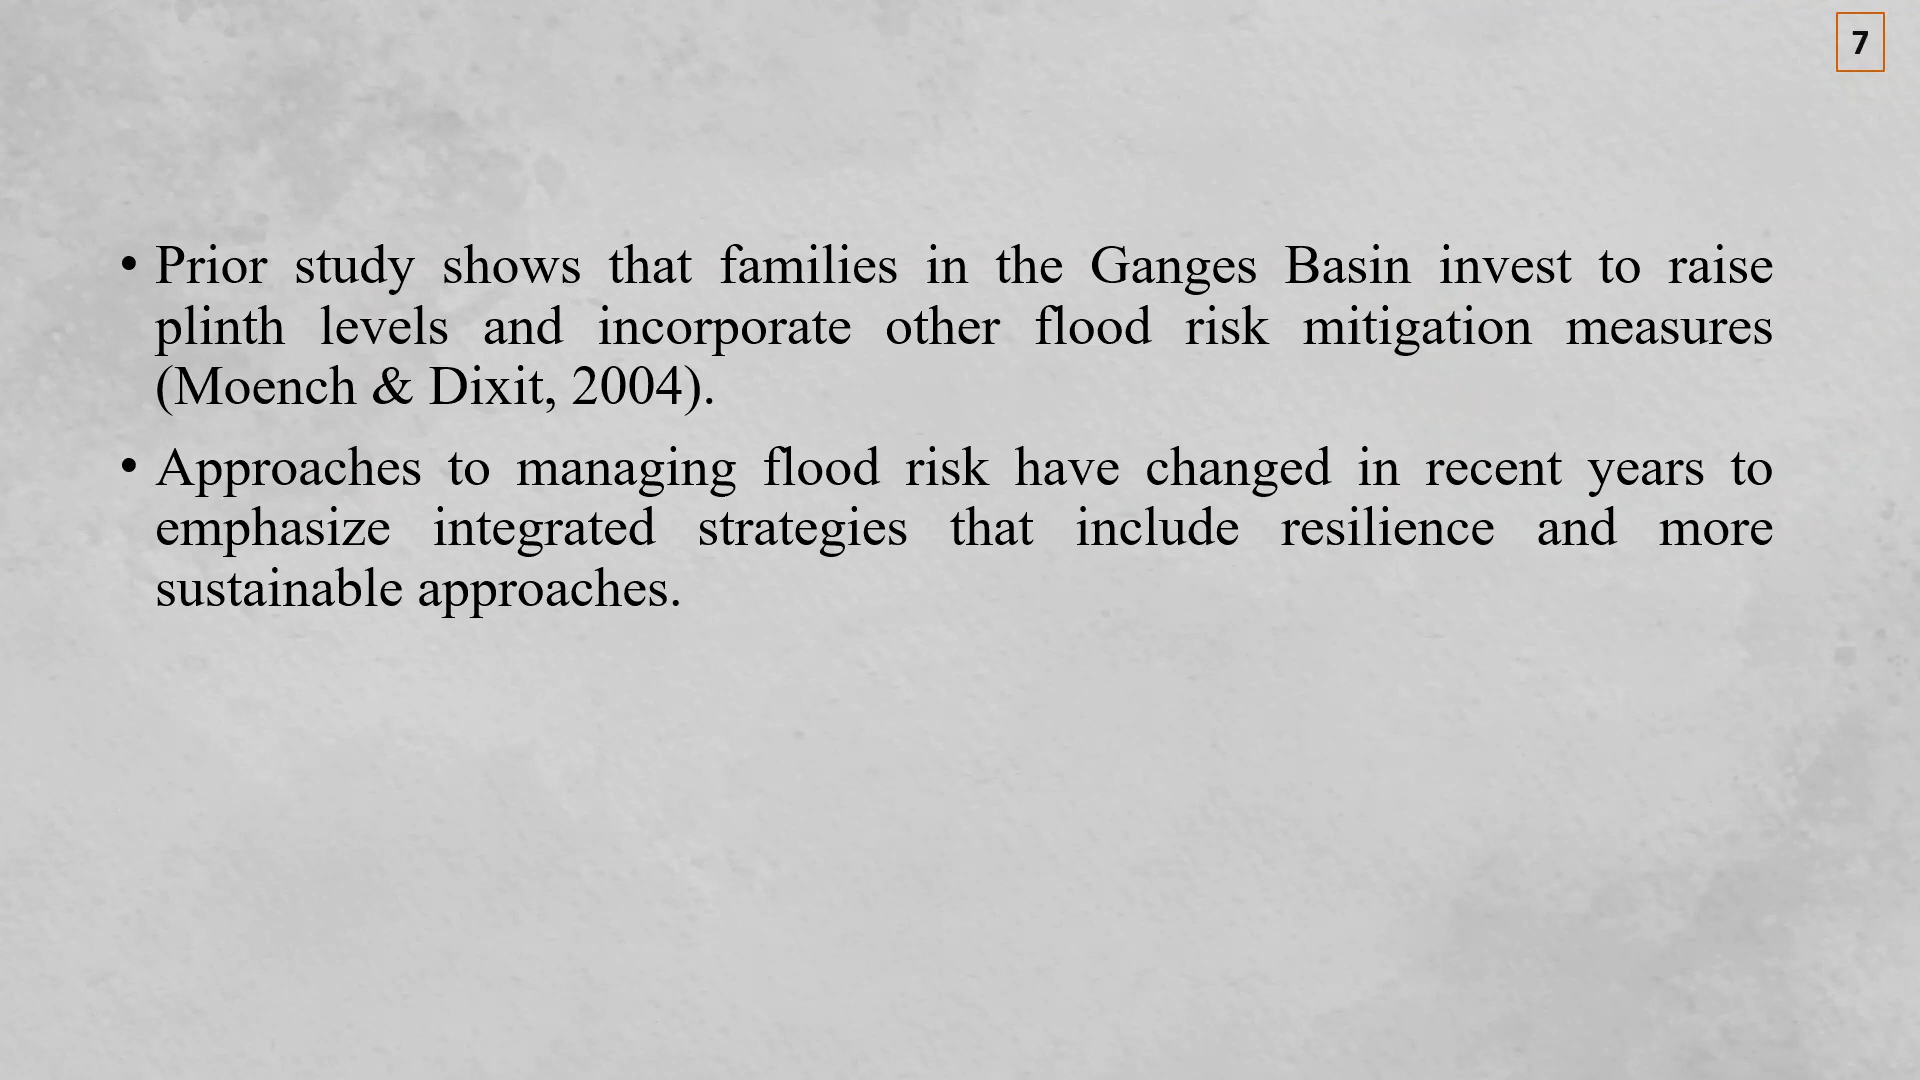 7
• Prior study shows that families in the Ganges Basin invest to raise
plinth levels and incorporate other flood risk mitigation measures
(Moench & Dixit, 2004).
• Approaches to managing flood risk have changed in recent years to
emphasize integrated strategies that include resilience and more
sustainable approaches.